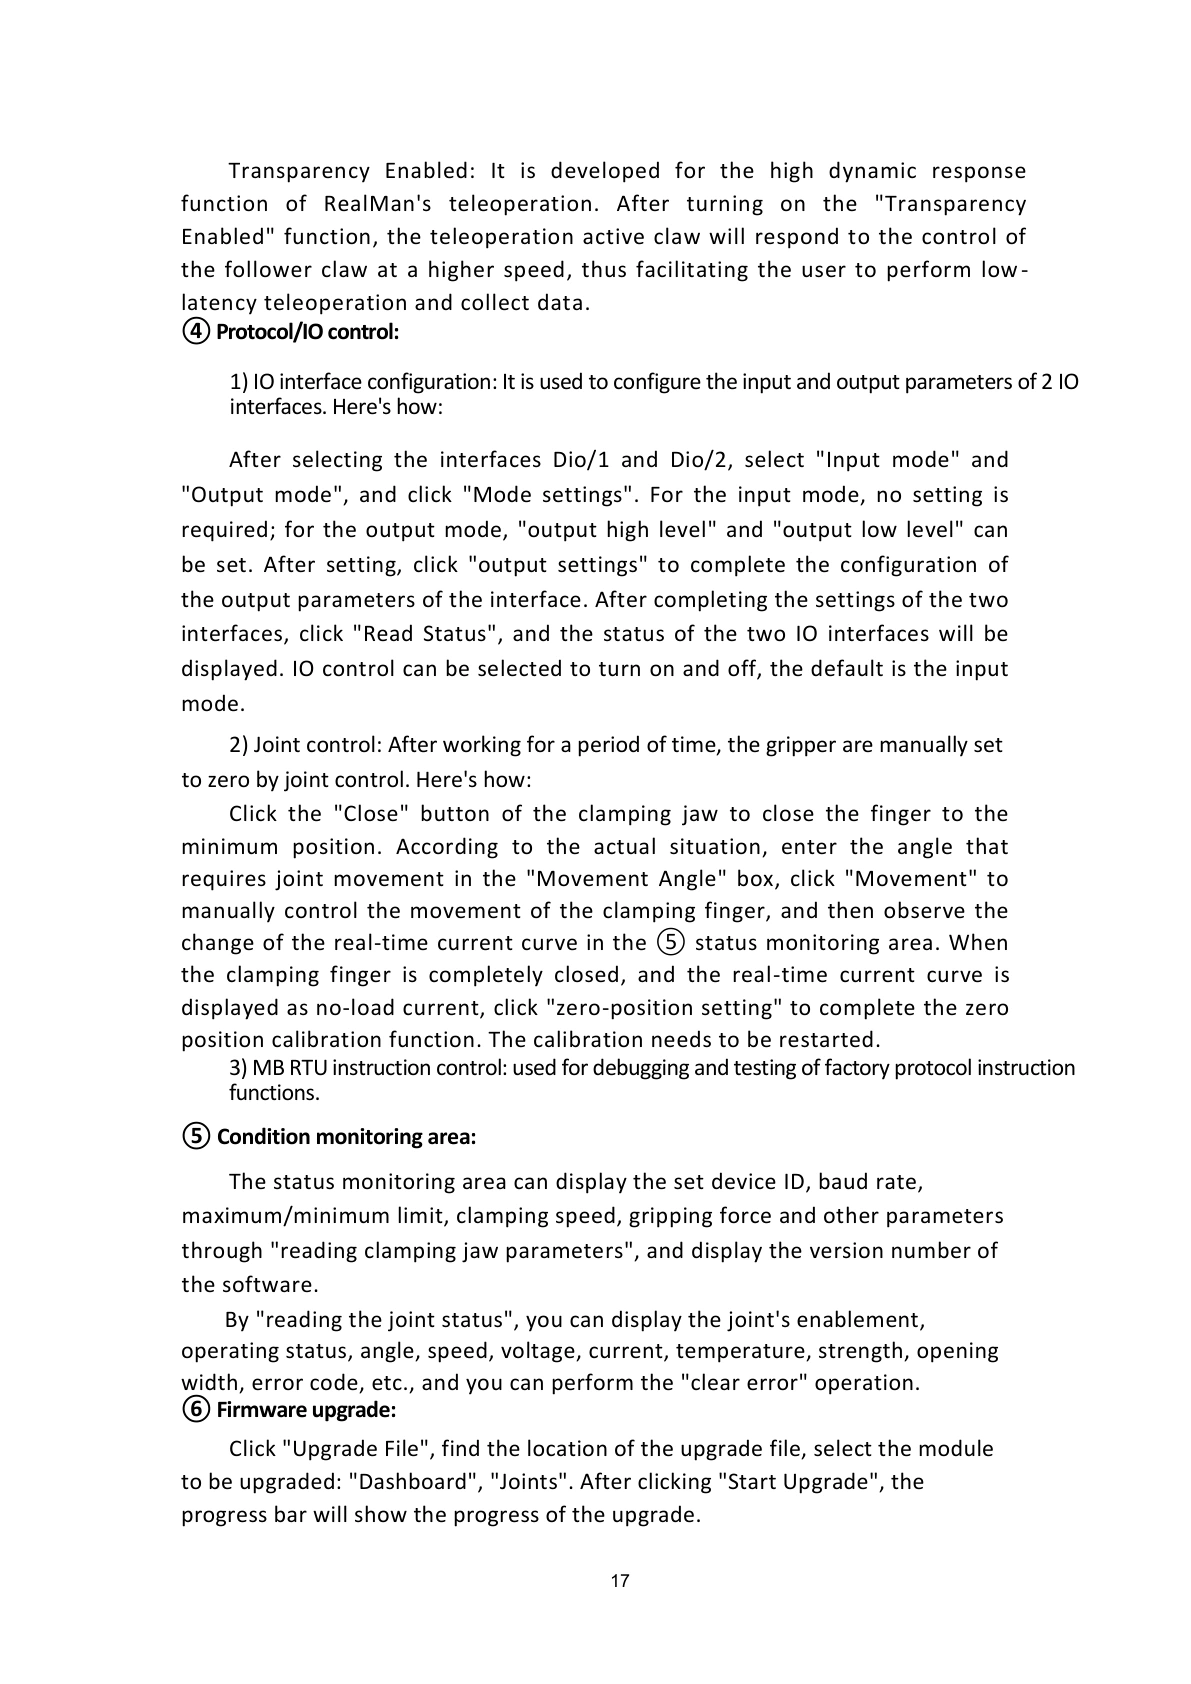 Transparency Enabled: It is developed for the high dynamic response
function of RealMan's teleoperation. After turning on the "Transparency
Enabled" function, the teleoperation active claw will respond to the control of
the follower claw at a higher speed, thus facilitating the user to perform low-
latency teleoperation and collect data.
④ Protocol/IO control:
1) IO interface configuration: It is used to configure the input and output parameters of 2 IO
interfaces. Here's how:
After selecting the interfaces Dio/1 and Dio/2, select "Input mode" and
"Output mode", and click "Mode settings". For the input mode, no setting is
required; for the output mode, "output high level" and "output low level" can
be set. After setting, click "output settings" to complete the configuration of
the output parameters of the interface. After completing the settings of the two
interfaces, click "Read Status", and the status of the two IO interfaces will be
displayed. IO control can be selected to turn on and off, the default is the input
mode.
2) Joint control: After working for a period of time, the gripper are manually set
to zero by joint control. Here's how:
Click the "Close" button of the clamping jaw to close the finger to the
minimum position. According to the actual situation, enter the angle that
requires joint movement in the "Movement Angle" box, click "Movement" to
manually control the movement of the clamping finger, and then observe the
change of the real-time current curve in the ⑤ status monitoring area. When
the clamping finger is completely closed, and the real-time current curve is
displayed as no-load current, click "zero-position setting" to complete the zero
position calibration function. The calibration needs to be restarted.
3) MB RTU instruction control: used for debugging and testing of factory protocol instruction
functions.
⑤ Condition monitoring area:
The status monitoring area can display the set device ID, baud rate,
maximum/minimum limit, clamping speed, gripping force and other parameters
through "reading clamping jaw parameters", and display the version number of
the software.
By "reading the joint status", you can display the joint's enablement,
operating status, angle, speed, voltage, current, temperature, strength, opening
width, error code, etc., and you can perform the "clear error" operation.
⑥ Firmware upgrade:
Click "Upgrade File", find the location of the upgrade file, select the module
to be upgraded: "Dashboard", "Joints". After clicking "Start Upgrade", the
progress bar will show the progress of the upgrade.
17